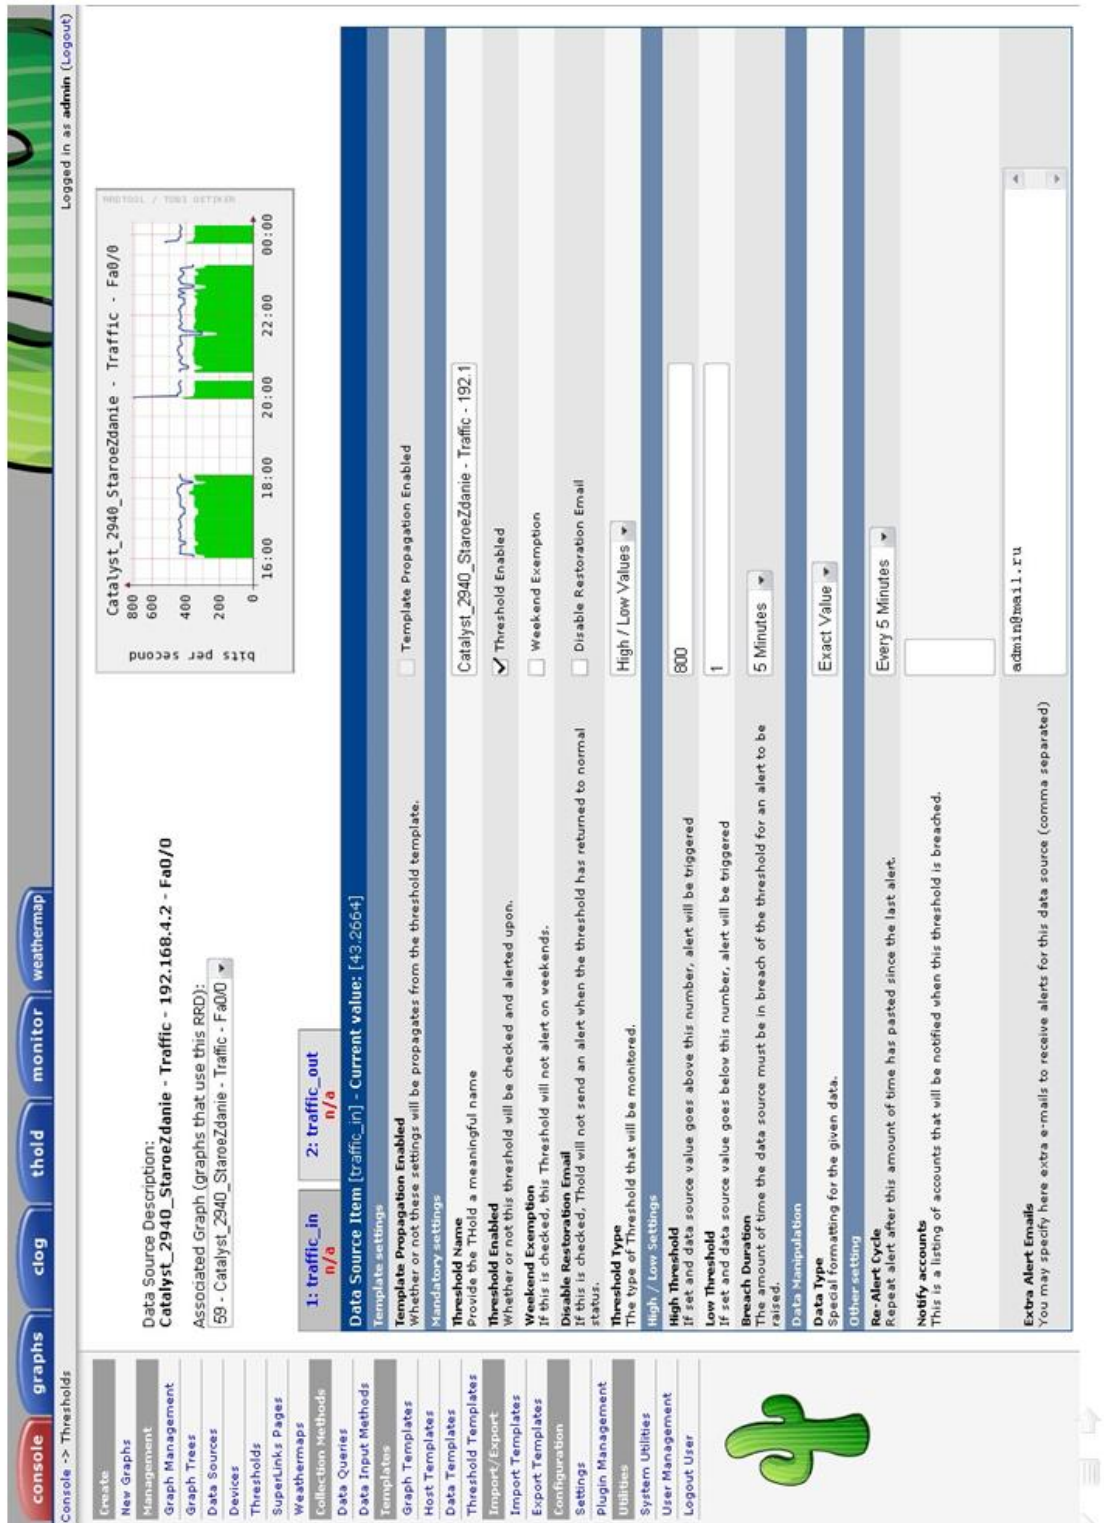 console graphs clog thold monitor weathermap
Console -> Thresholds
Logged in as admin (Logout)
Create
New Graphs
Management
Graph Management
Graph Trees
Data Sources
Devices
Thresholds
SuperLinks Pages
Weathermaps
Collection Methods
Data Queries
Data Input Methods
Templates
Graph Templates
Host Templates
Data Templates
Threshold Templates
Import/Export
Import Templates
Export Templates
Configuration
Settings
Plugin Management
Utilities
System Utilities
User Management
Logout User
Data Source Description:
Catalyst_2940_StaroeZdanie - Traffic - 192.168.4.2 - Fa0/0
Associated Graph (graphs that use this RRD):
59 - Catalyst_2940_StaroeZdanie - Traffic - Fa0/0
Catalyst_2940_StaroeZdanie - Traffic - Fa0/0
RRDTOOL / TOBI OETIKER
bits per second
800
600
400
200
0
16:00 18:00 20:00 22:00 00:00
1: traffic_in
n/a
2: traffic_out
n/a
Data Source Item [traffic_in] - Current value: [43.2664]
Template settings
Template Propagation Enabled
Whether or not these settings will be propagates from the threshold template.
Template Propagation Enabled
Mandatory settings
Threshold Name
Provide the THold a meaningful name
Catalyst_2940_StaroeZdanie - Traffic - 192.1
Threshold Enabled
Whether or not this threshold will be checked and alerted upon.
Threshold Enabled
Weekend Exemption
If this is checked, this Threshold will not alert on weekends.
Weekend Exemption
Disable Restoration Email
If this is checked, Thold will not send an alert when the threshold has returned to normal
status.
Disable Restoration Email
Threshold Type
The type of Threshold that will be monitored.
High / Low Values
High / Low Settings
High Threshold
If set and data source value goes above this number, alert will be triggered
800
Low Threshold
If set and data source value goes below this number, alert will be triggered
1
Breach Duration
The amount of time the data source must be in breach of the threshold for an alert to be
raised.
5 Minutes
Data Manipulation
Data Type
Special formatting for the given data.
Exact Value
Other setting
Re-Alert Cycle
Repeat alert after this amount of time has pasted since the last alert.
Every 5 Minutes
Notify accounts
This is a listing of accounts that will be notified when this threshold is breached.
Extra Alert Emails
You may specify here extra e-mails to receive alerts for this data source (comma separated)
admin@mail.ru